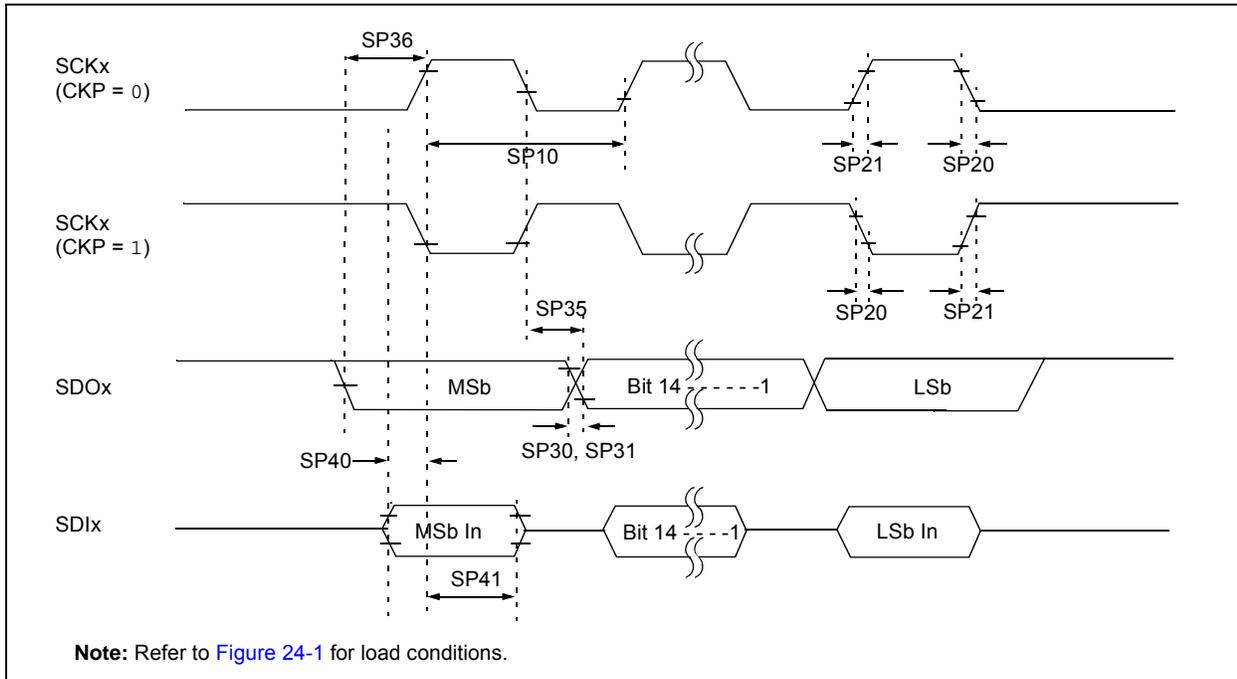 SP36
SCKx
(CKP = 0)
SP10
SP21
SP20
SCKx
(CKP = 1)
SP35
SP20
SP21
SDOx
MSb
Bit 14 - - - - - -1
LSb
SP30, SP31
SP40
SDIx
MSb In
Bit 14 - - - - -1
LSb In
SP41
Note: Refer to Figure 24-1 for load conditions.